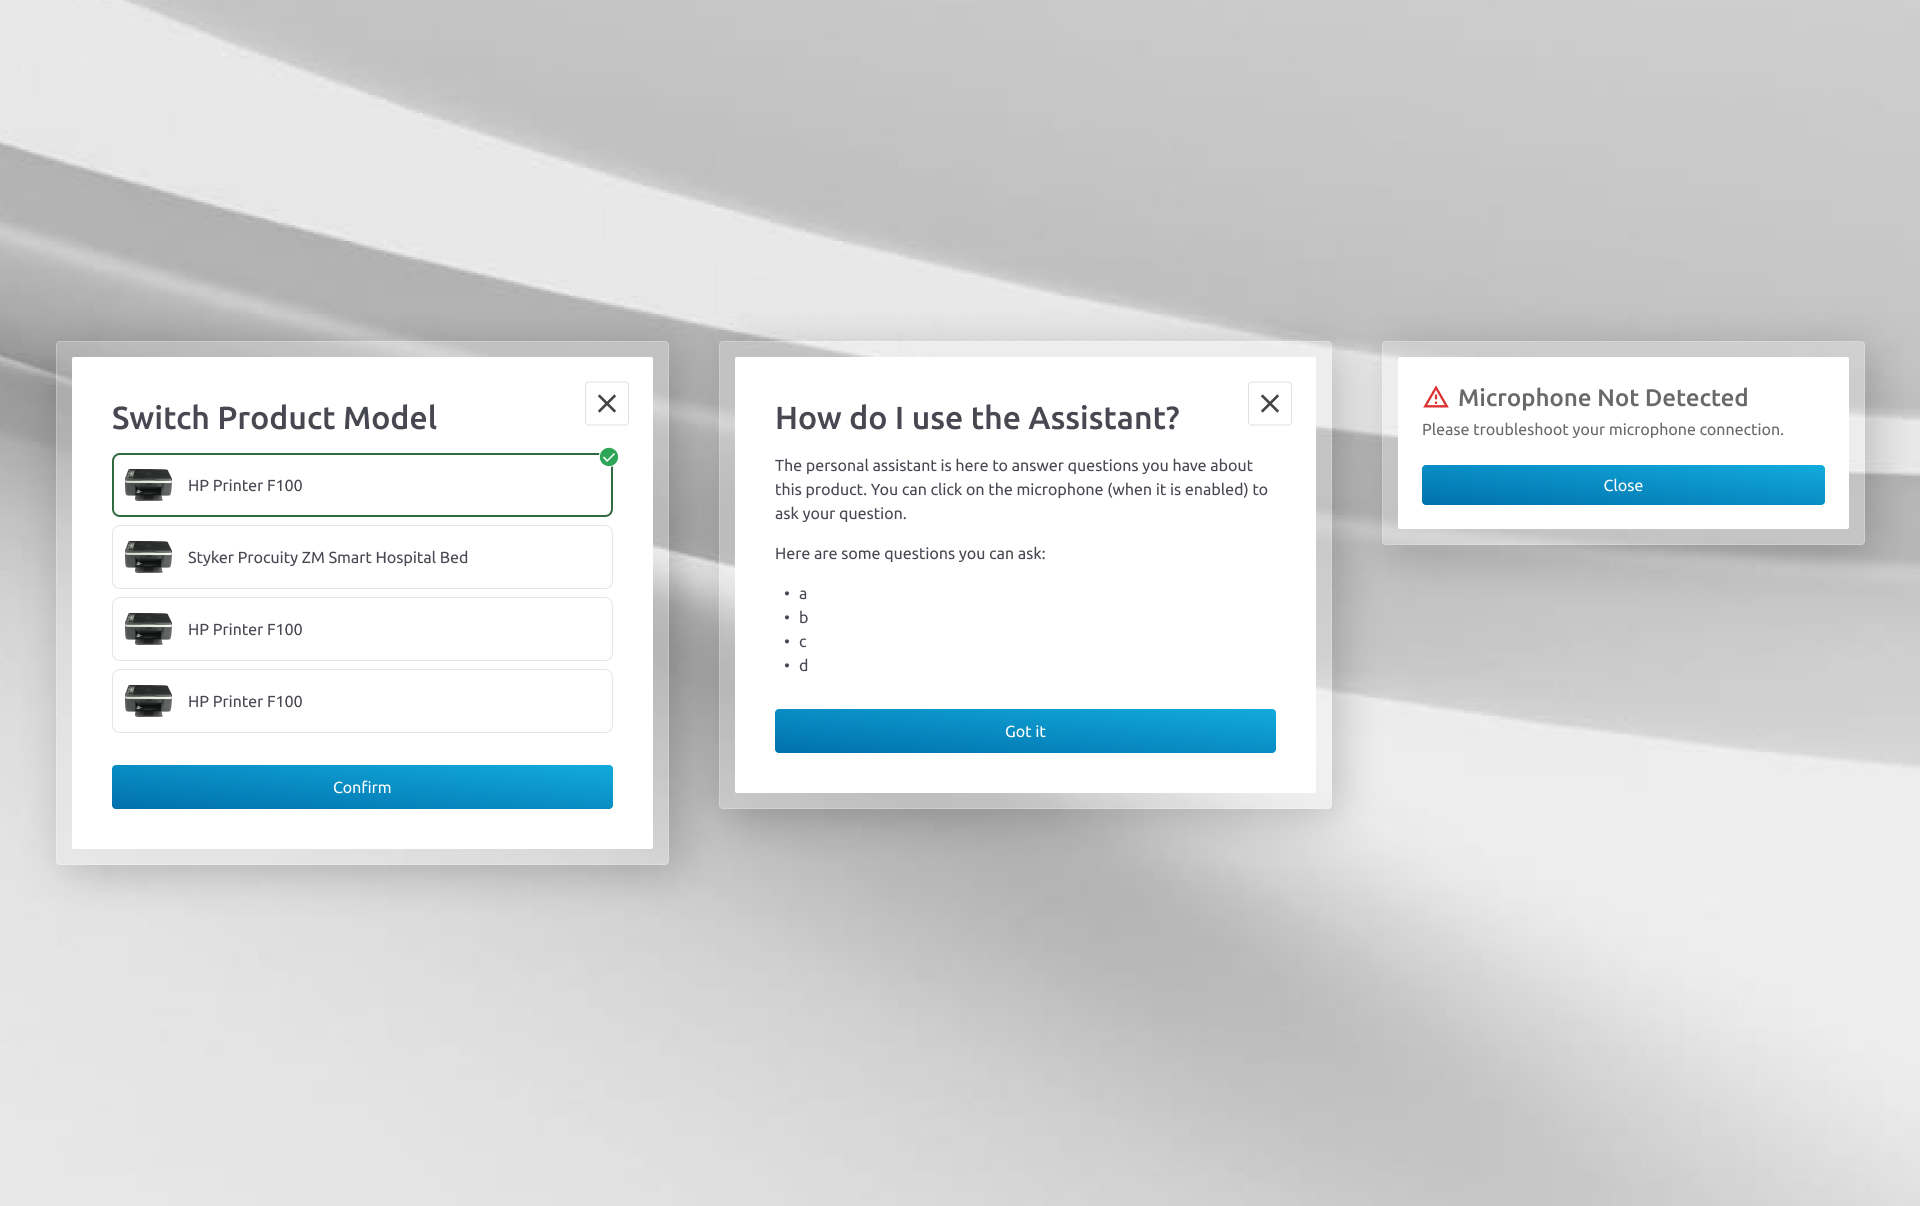 Switch Product Model
HP Printer F100
Styker Procuity ZM Smart Hospital Bed
HP Printer F100
HP Printer F100
Confirm
How do I use the Assistant?
The personal assistant is here to answer questions you have about
this product. You can click on the microphone (when it is enabled) to
ask your question.
Here are some questions you can ask:
• a
• b
• c
• d
Got it
Microphone Not Detected
Please troubleshoot your microphone connection.
Close